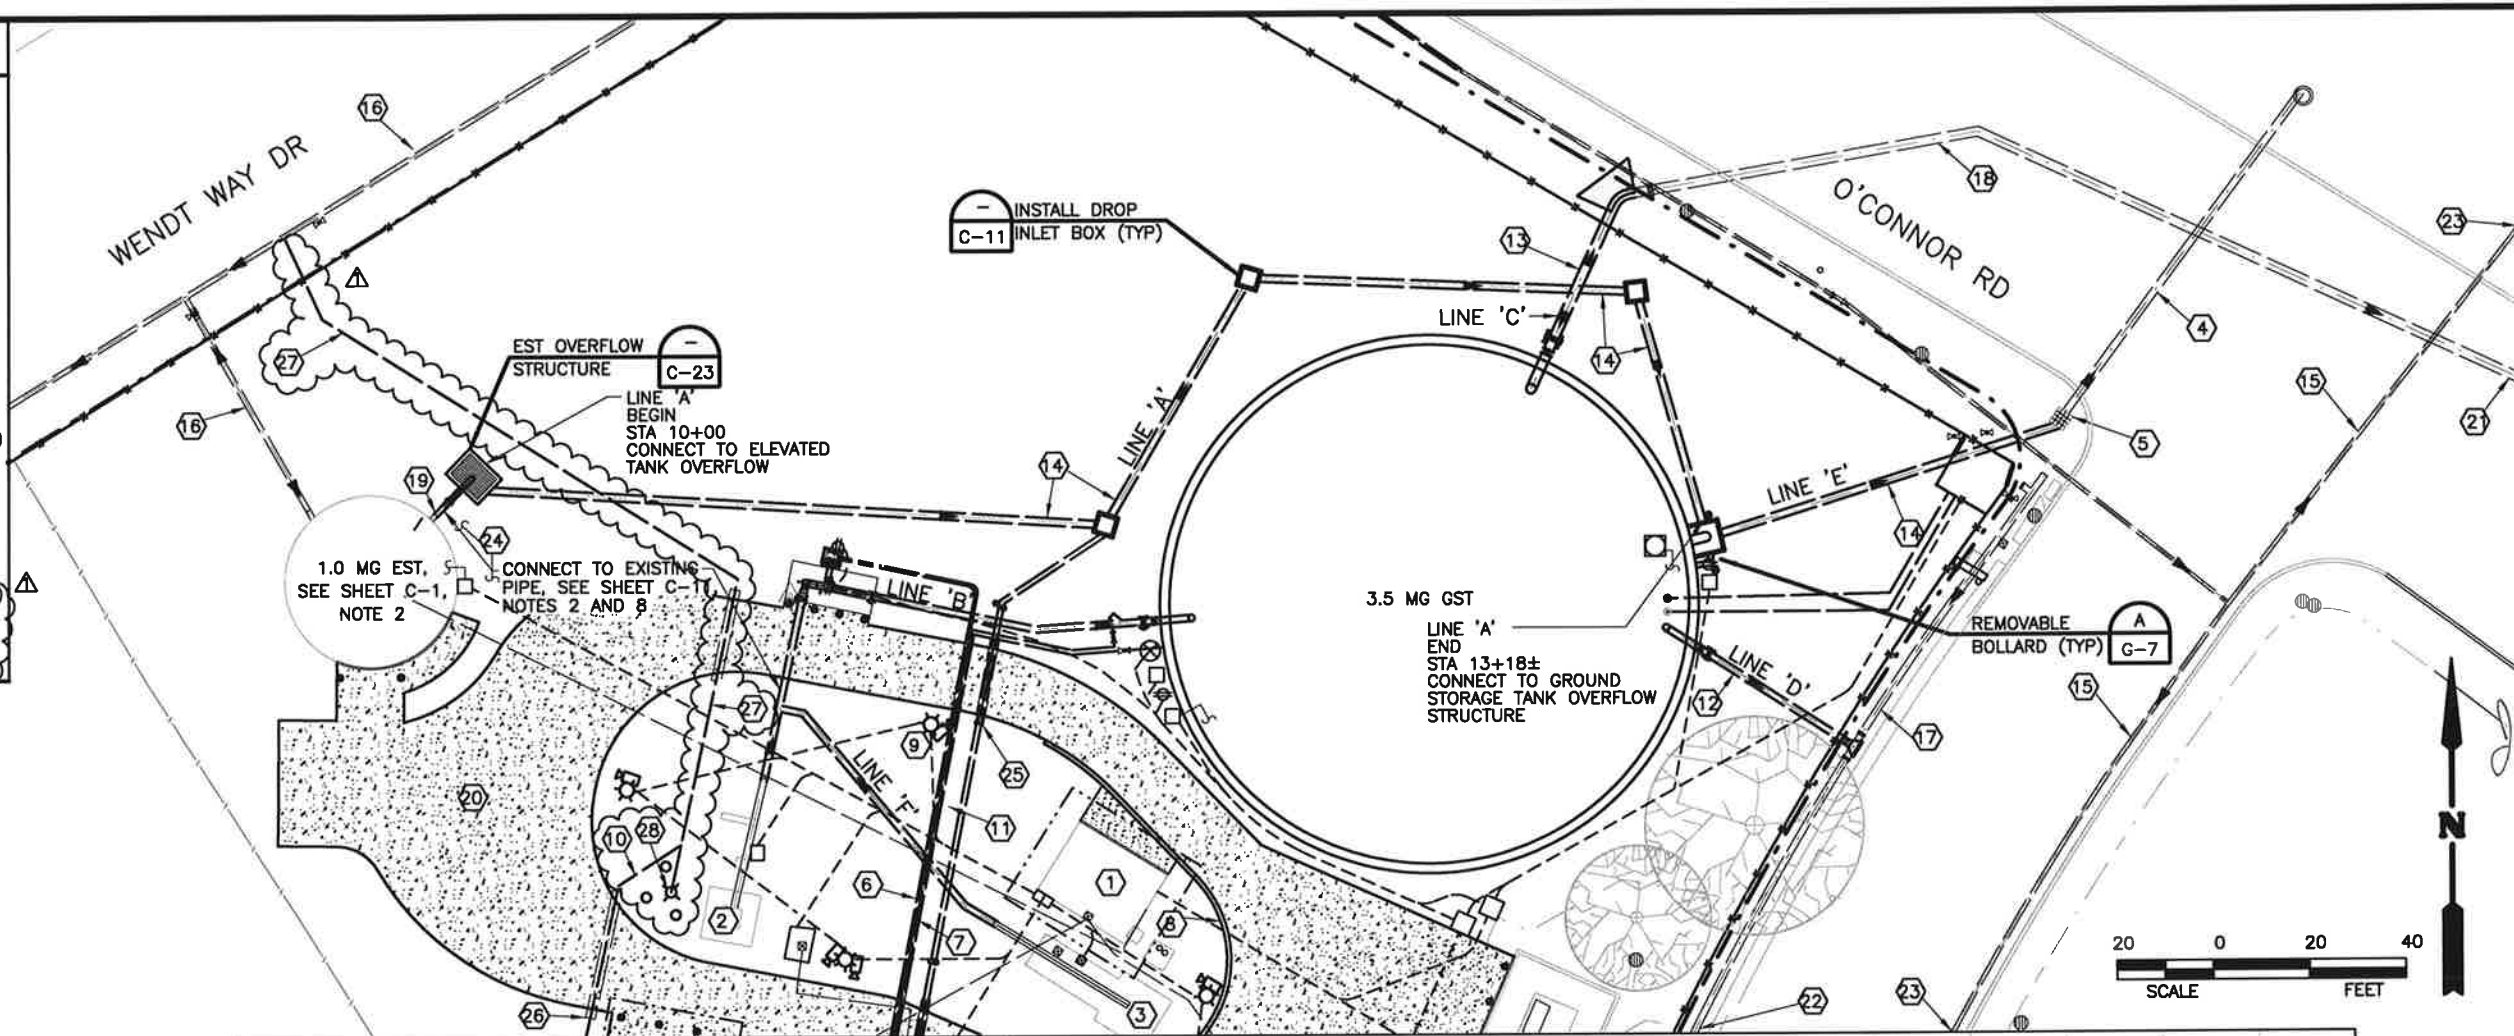 WENDT WAY DR
16
16
27
1
EST OVERFLOW
STRUCTURE
-
C-23
LINE 'A'
BEGIN
STA 10+00
CONNECT TO ELEVATED
TANK OVERFLOW
19
24
1.0 MG EST,
SEE SHEET C-1,
NOTE 2
1
CONNECT TO EXISTING
PIPE, SEE SHEET C-1,
NOTES 2 AND 8
-
C-11
INSTALL DROP
INLET BOX (TYP)
LINE 'A'
14
LINE 'B'
LINE 'C'
13
14
18
O'CONNOR RD
23
4
5
15
21
LINE 'E'
14
3.5 MG GST
LINE 'A'
END
STA 13+18±
CONNECT TO GROUND
STORAGE TANK OVERFLOW
STRUCTURE
LINE 'D'
12
REMOVABLE
BOLLARD (TYP)
A
G-7
17
15
20
27
9
LINE 'F'
25
11
10
28
2
6
7
1
8
3
26
22
23
N
20
0
20
40
SCALE
FEET